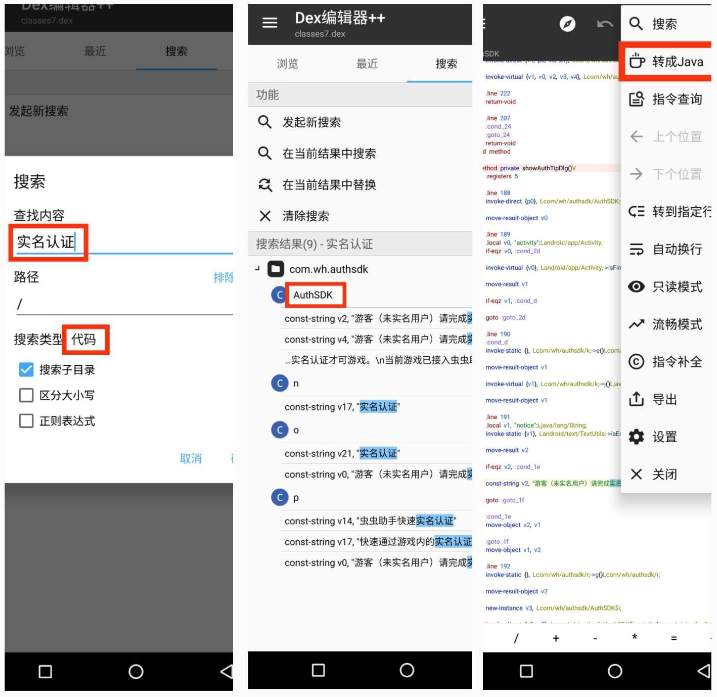 Dex编辑器++
classes7.dex
浏览
最近
搜索
发起新搜索
搜索
查找内容
实名认证
路径
排除
/
搜索类型
代码
搜索子目录
区分大小写
正则表达式
取消
Dex编辑器++
classes7.dex
浏览
最近
搜索
功能
发起新搜索
在当前结果中搜索
在当前结果中替换
清除搜索
搜索结果(9) - 实名认证
com.wh.authsdk
C AuthSDK
const-string v2, "游客（未实名用户）请完成实
const-string v4, "游客（未实名用户）请完成实
...实名认证才可游戏。\n当前游戏已接入虫虫
C n
const-string v17, "实名认证"
C o
const-string v21, "实名认证"
const-string v0, "游客（未实名用户）请完成实
C p
const-string v14, "虫虫助手快速实名认证"
const-string v17, "快速通过游戏内的实名认证
const-string v0, "游客（未实名用户）请完成实
SDK
invoke-virtual {v1, v0, v2, v3, v4}, Lcom/wh/au
.line 222
return-void
.line 207
:cond_24
:goto_24
return-void
d method
ethod private showAuthTipDlg()V
.registers 5
.line 188
invoke-direct {p0}, Lcom/wh/authsdk/AuthSDK;
move-result-object v0
.line 189
.local v0, "activity":Landroid/app/Activity;
if-eqz v0, :cond_2d
invoke-virtual {v0}, Landroid/app/Activity;->isFin
move-result v1
if-eqz v1, :cond_d
goto :goto_2d
.line 190
:cond_d
invoke-static {}, Lcom/wh/authsdk/k;->e()Lcom
move-result-object v1
invoke-virtual {v1}, Lcom/wh/authsdk/k;->j()Ljav
move-result-object v1
.line 191
.local v1, "notice":Ljava/lang/String;
invoke-static {v1}, Landroid/text/TextUtils;->isE
move-result v2
if-eqz v2, :cond_1e
const-string v2, "游客（未实名用户）请完成实名
goto :goto_1f
:cond_1e
move-object v2, v1
:goto_1f
move-object v1, v2
.line 192
invoke-static {}, Lcom/wh/authsdk/r;->g()Lcom/wh/authsdk/r;
move-result-object v2
new-instance v3, Lcom/wh/authsdk/AuthSDK$i;
/ + - * =
搜索
转成Java
指令查询
上个位置
下个位置
转到指定行
自动换行
只读模式
流畅模式
指令补全
导出
设置
关闭